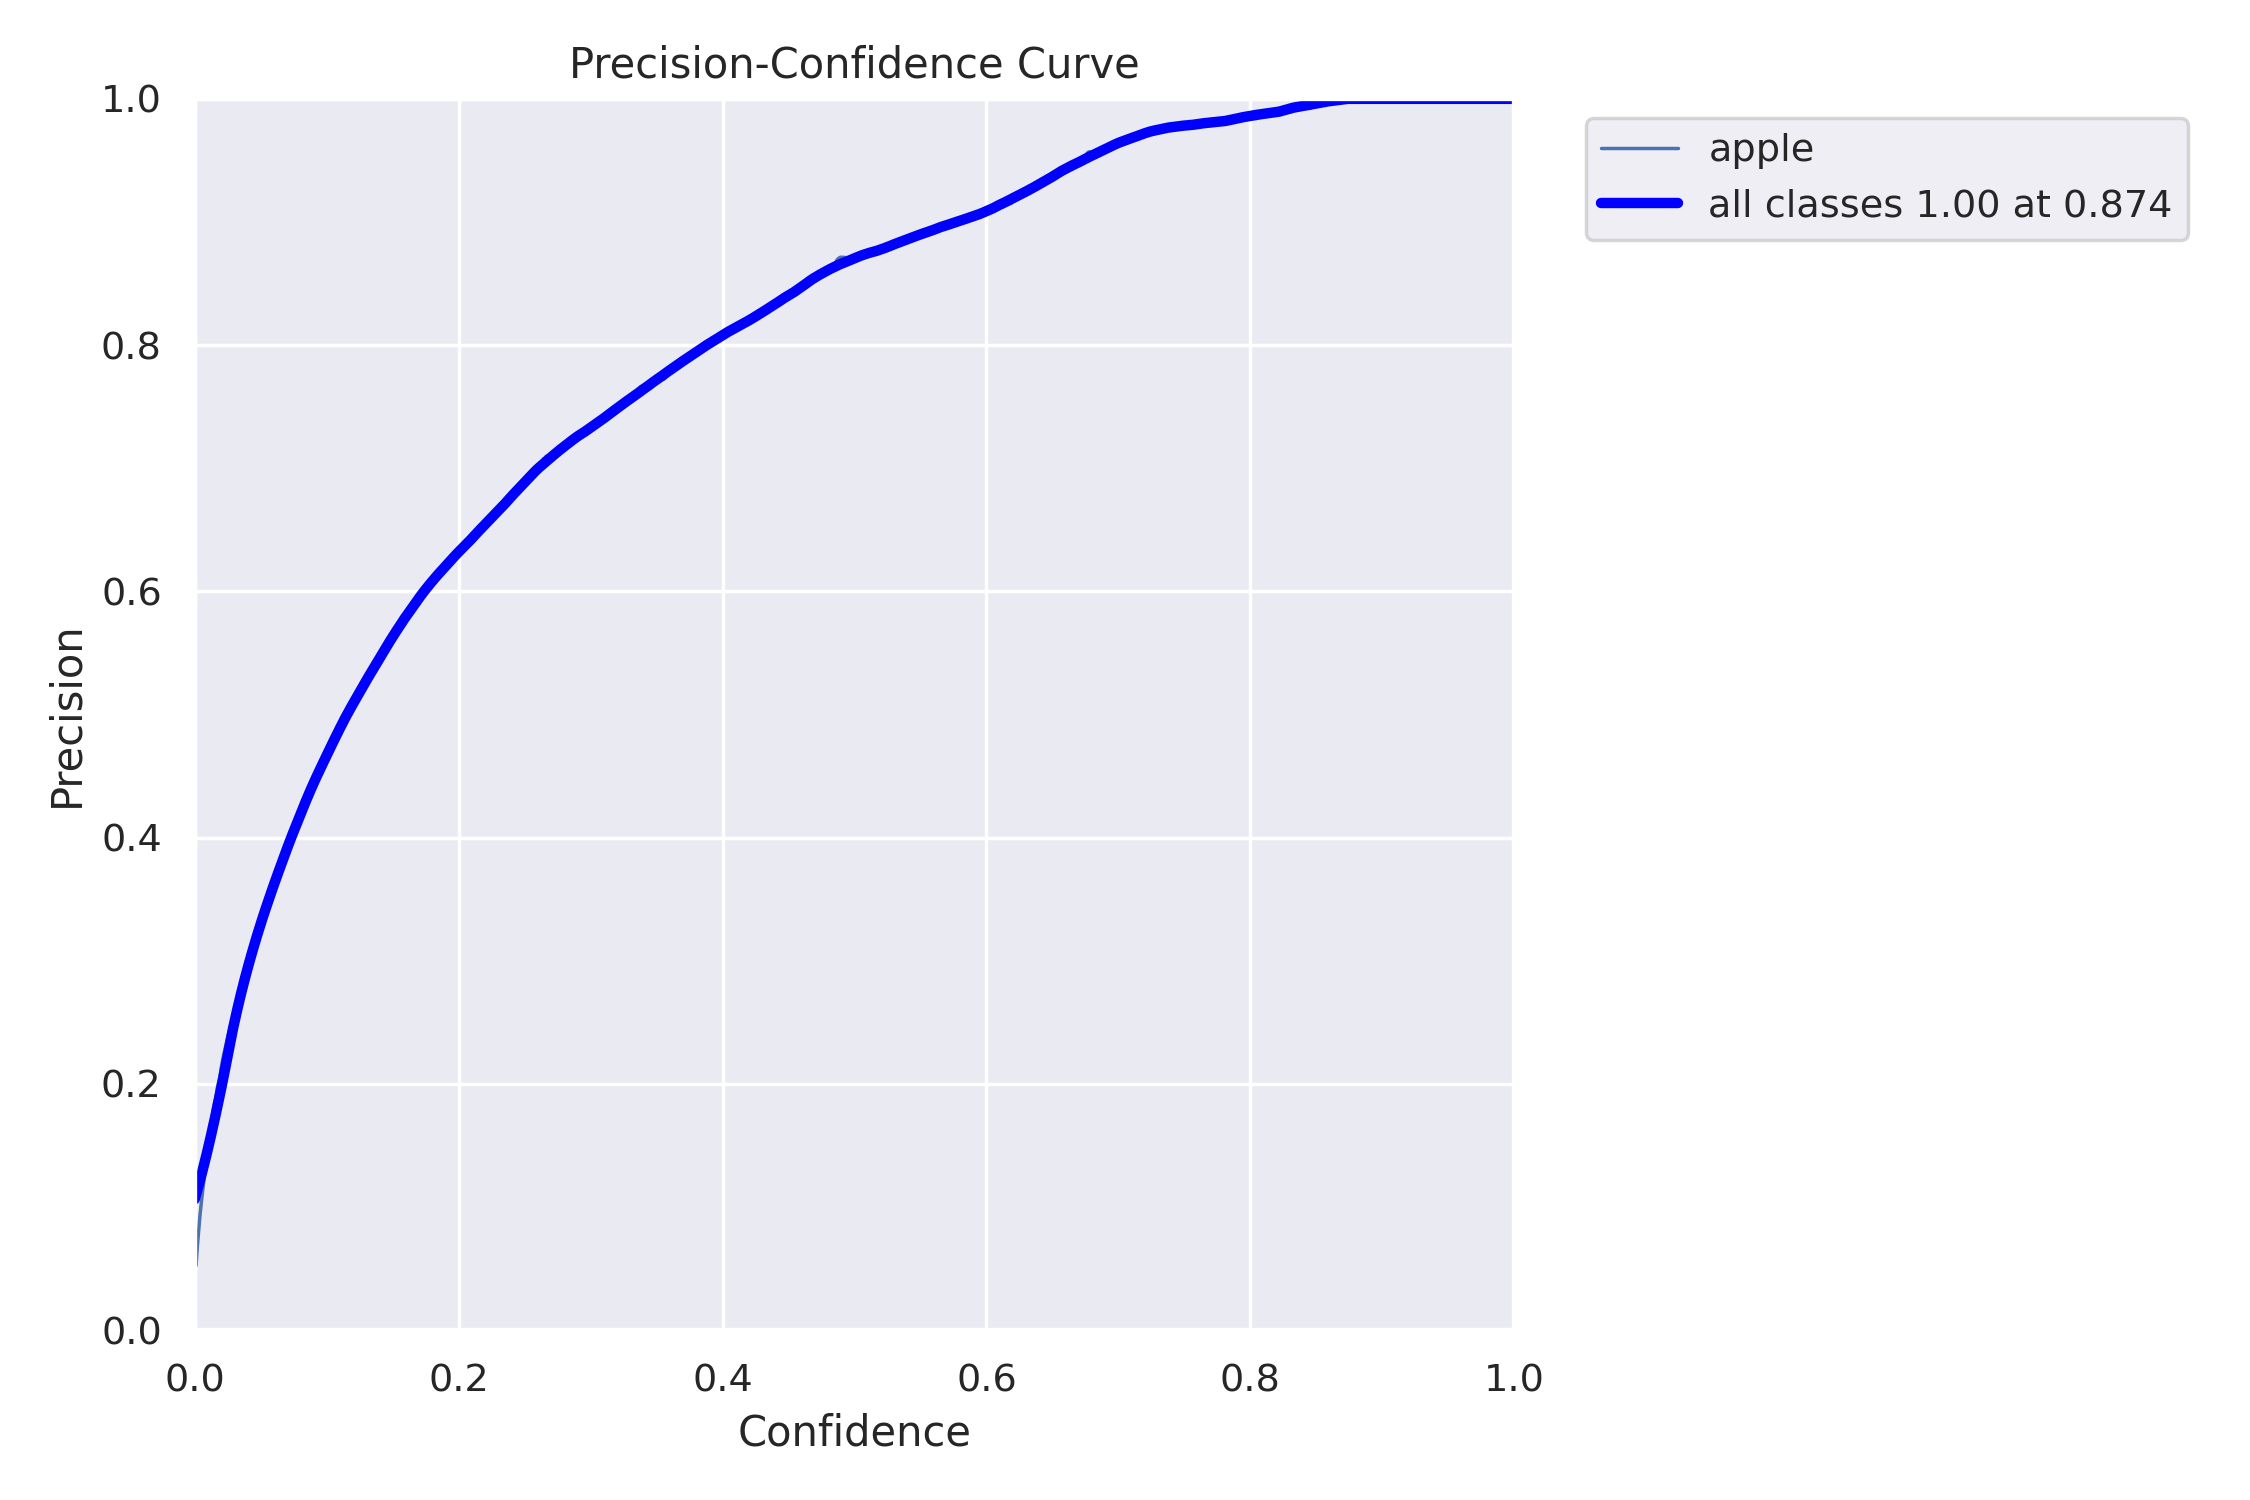 Precision-Confidence Curve
1.0
0.8
0.6
0.4
0.2
0.0
Precision
0.0 0.2 0.4 0.6 0.8 1.0
Confidence
apple
all classes 1.00 at 0.874